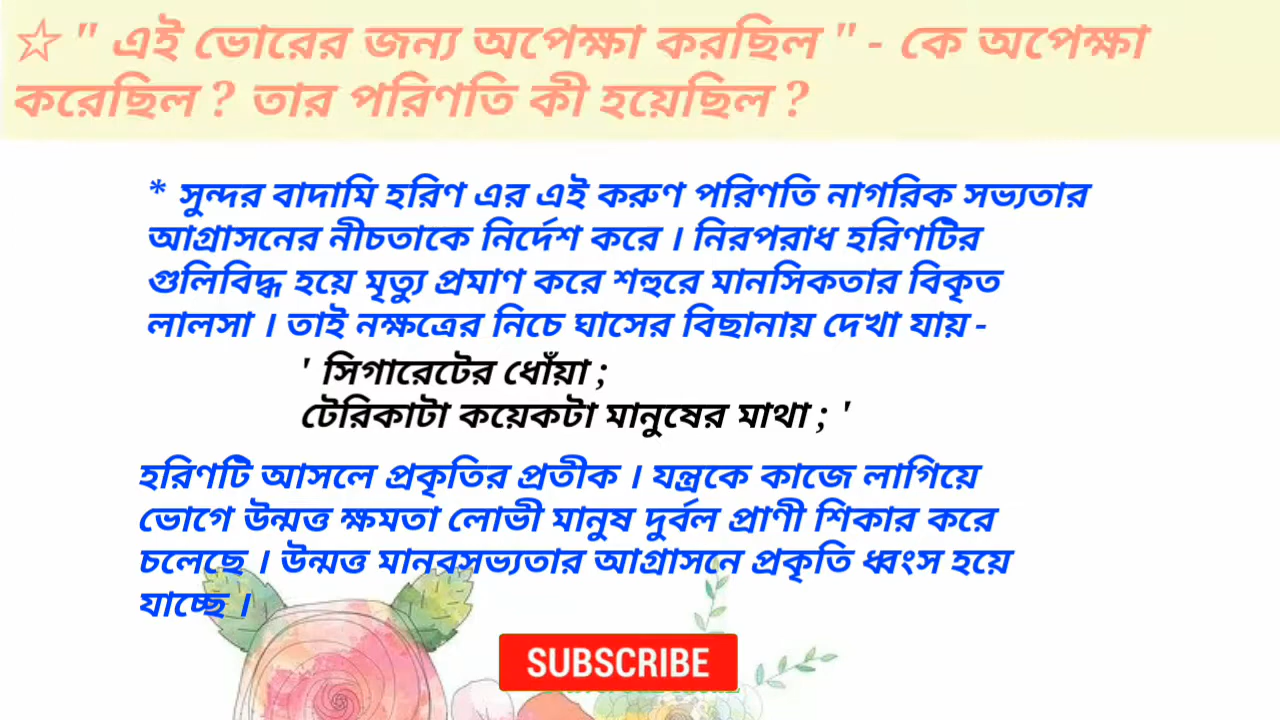 ☆ " এই ভোরের জন্য অপেক্ষা করছিল " - কে অপেক্ষা
করেছিল ? তার পরিণতি কী হয়েছিল ?
* সুন্দর বাদামি হরিণ এর এই করুণ পরিণতি নাগরিক সভ্যতার
আগ্রাসনের নীচতাকে নির্দেশ করে । নিরপরাধ হরিণটির
গুলিবিদ্ধ হয়ে মৃত্যু প্রমাণ করে শহুরে মানসিকতার বিকৃত
লালসা । তাই নক্ষত্রের নিচে ঘাসের বিছানায় দেখা যায় -
' সিগারেটের ধোঁয়া ;
টেরিকাটা কয়েকটা মানুষের মাথা ; '
হরিণটি আসলে প্রকৃতির প্রতীক । যন্ত্রকে কাজে লাগিয়ে
ভোগে উন্মত্ত ক্ষমতা লোভী মানুষ দুর্বল প্রাণী শিকার করে
চলেছে । উন্মত্ত মানবসভ্যতার আগ্রাসনে প্রকৃতি ধ্বংস হয়ে
যাচ্ছে ।
SUBSCRIBE